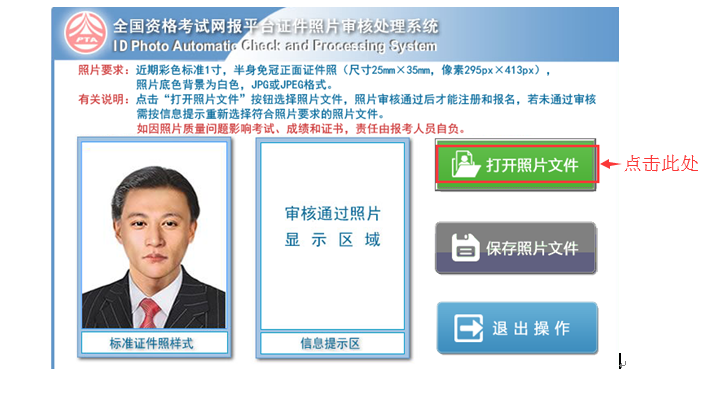 全国资格考试网报平台证件照片审核处理系统
PTA
ID Photo Automatic Check and Processing System
照片要求：近期彩色标准1寸，半身免冠正面证件照（尺寸25mm×35mm，像素295px×413px），
照片底色背景为白色，JPG或JPEG格式。
有关说明：点击“打开照片文件”按钮选择照片文件，照片审核通过后才能注册和报名，若未通过审核
需按信息提示重新选择符合照片要求的照片文件。
如因照片质量问题影响考试、成绩和证书，责任由报考人员自负。
审核通过照片
显示区域
打开照片文件
点击此处
保存照片文件
退出操作
标准证件照样式
信息提示区